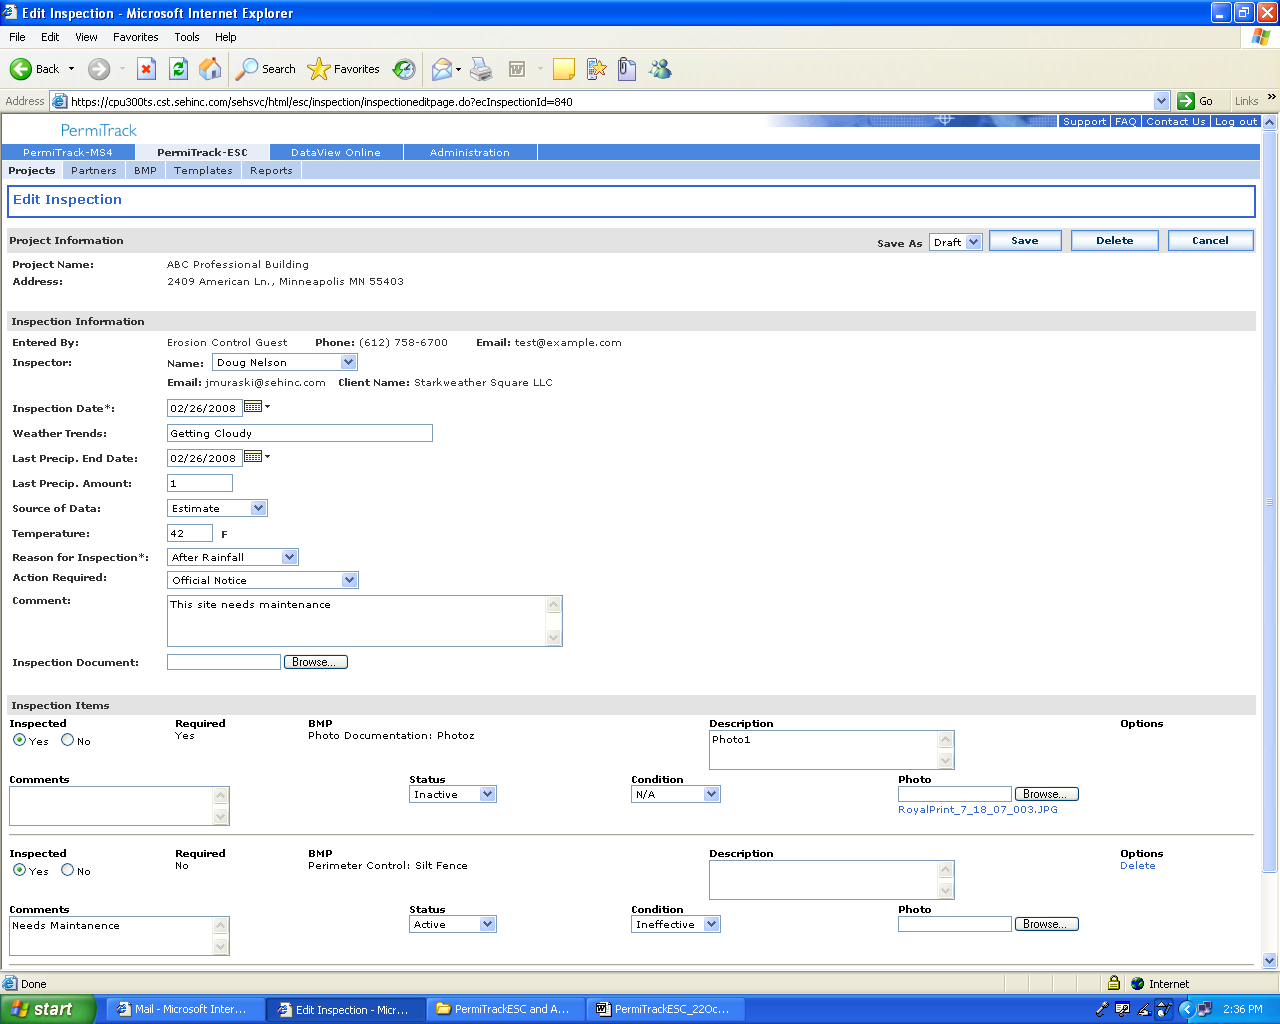 Edit Inspection - Microsoft Internet Explorer
File Edit View Favorites Tools Help
Back Search Favorites
Address https://cpu300ts.cst.sehinc.com/sehsvc/html/esc/inspection/inspectioneditpage.do?ecInspectionId=840 Go Links »
PermiTrack Support FAQ Contact Us Log out
PermiTrack-MS4 PermiTrack-ESC DataView Online Administration
Projects Partners BMP Templates Reports
Edit Inspection
Project Information Save As Draft Save Delete Cancel
Project Name: ABC Professional Building
Address: 2409 American Ln., Minneapolis MN 55403
Inspection Information
Entered By: Erosion Control Guest Phone: (612) 758-6700 Email: test@example.com
Inspector: Name: Doug Nelson
Email: jmuraski@sehinc.com Client Name: Starkweather Square LLC
Inspection Date*: 02/26/2008
Weather Trends: Getting Cloudy
Last Precip. End Date: 02/26/2008
Last Precip. Amount: 1
Source of Data: Estimate
Temperature: 42 F
Reason for Inspection*: After Rainfall
Action Required: Official Notice
Comment: This site needs maintenance
Inspection Document: Browse...
Inspection Items
Inspected Required BMP Description Options
Yes No Yes Photo Documentation: Photoz Photo1
Comments Status Condition Photo
Inactive N/A Browse...
RoyalPrint_7_18_07_003.JPG
Inspected Required BMP Description Options
Yes No No Perimeter Control: Silt Fence Delete
Comments Status Condition Photo
Needs Maintanence Active Ineffective Browse...
Done Internet
start Mail - Microsoft Inter... Edit Inspection - Micr... PermiTrackESC and A... PermiTrackESC_22Oc... 2:36 PM